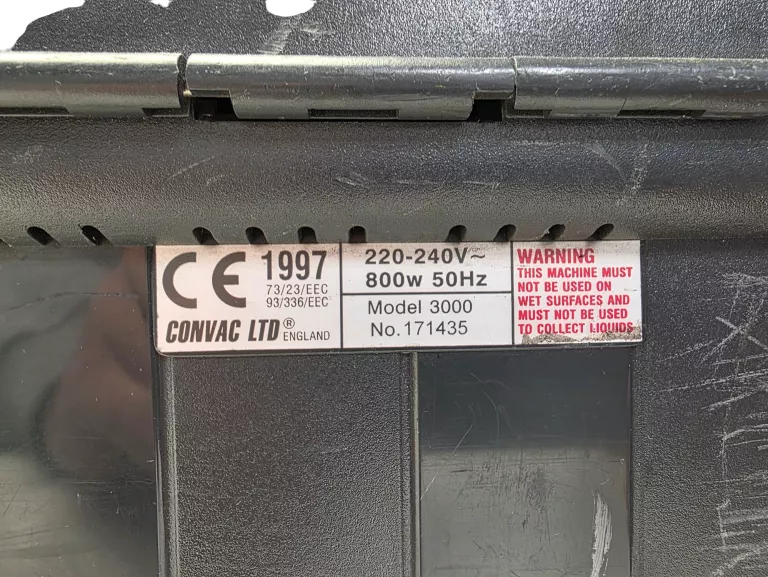 CE 1997
73/23/EEC
93/336/EEC
CONVAC LTD® ENGLAND
220-240V~
800w 50Hz
Model 3000
No.171435
WARNING
THIS MACHINE MUST
NOT BE USED ON
WET SURFACES AND
MUST NOT BE USED
TO COLLECT LIQUIDS